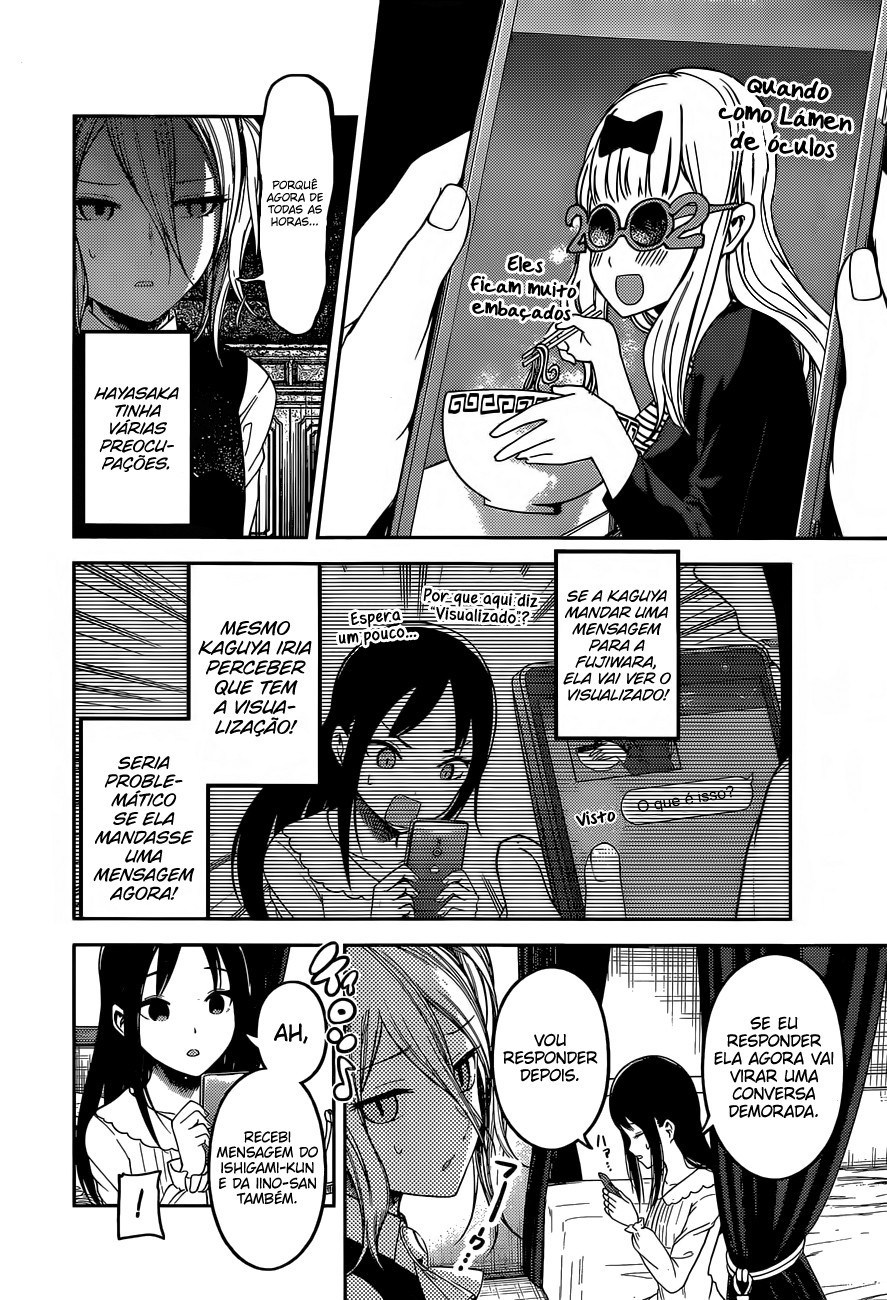 Quando
como Lámen
de óculos
Eles
ficam muito
embaçados
2 2
PORQUÊ
AGORA DE
TODAS AS
HORAS...
HAYASAKA
TINHA
VÁRIAS
PREOCU-
PAÇÕES.
SE A KAGUYA
MANDAR UMA
MENSAGEM
PARA A
FUJIWARA,
ELA VAI VER O
VISUALIZADO!
O que é isso?
Visto
Por que aqui diz
"Visualizado"?
Espera
um pouco...
MESMO
KAGUYA IRIA
PERCEBER
QUE TEM
A VISUA-
LIZAÇÃO!
SERIA
PROBLE-
MÁTICO
SE ELA
MANDASSE
UMA
MENSAGEM
AGORA!
SE EU
RESPONDER
ELA AGORA VAI
VIRAR UMA
CONVERSA
DEMORADA.
VOU
RESPONDER
DEPOIS.
AH,
RECEBI
MENSAGEM DO
ISHIGAMI-KUN
E DA IINO-SAN
TAMBÉM.
!